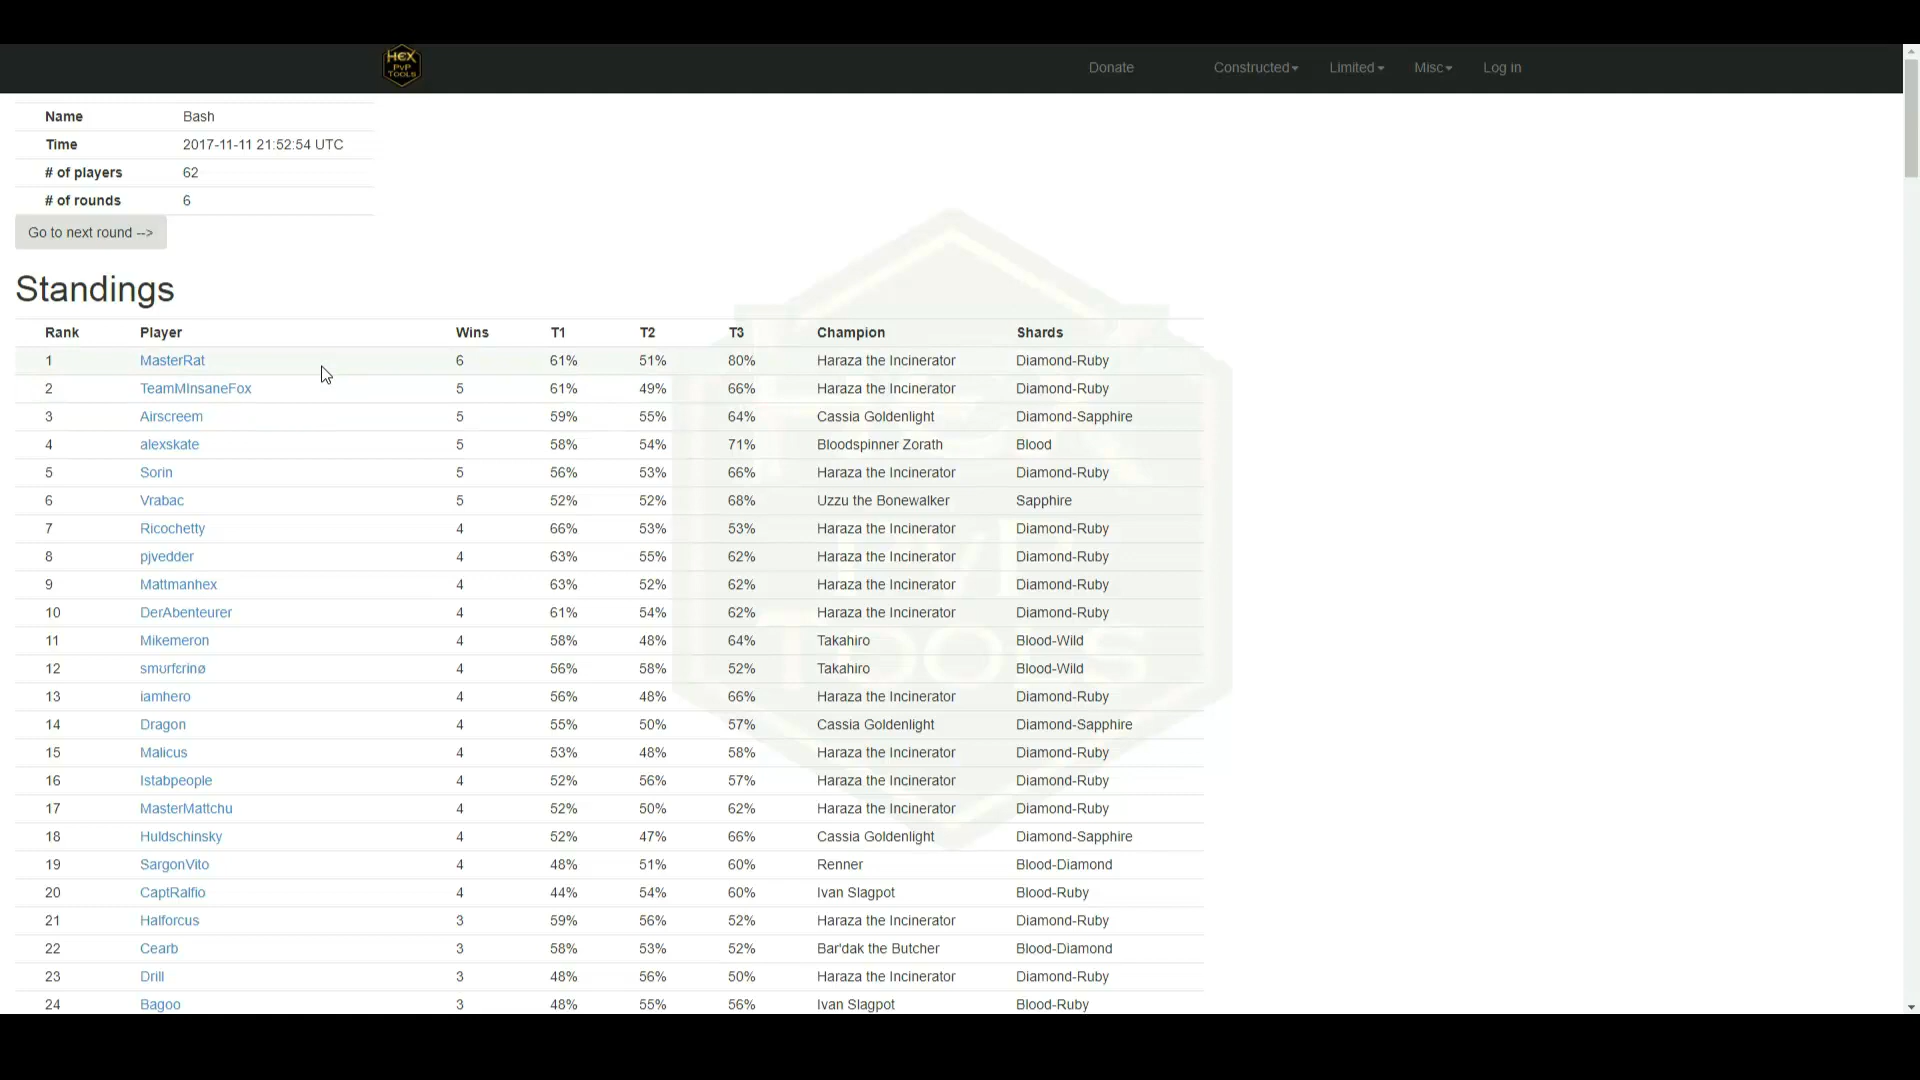 HEX PvP TOOLS Donate Constructed Limited Misc Log in
Name Bash
Time 2017-11-11 21:52:54 UTC
# of players 62
# of rounds 6
Go to next round -->
Standings
Rank Player Wins T1 T2 T3 Champion Shards
1 MasterRat 6 61% 51% 80% Haraza the Incinerator Diamond-Ruby
2 TeamMInsaneFox 5 61% 49% 66% Haraza the Incinerator Diamond-Ruby
3 Airscreem 5 59% 55% 64% Cassia Goldenlight Diamond-Sapphire
4 alexskate 5 58% 54% 71% Bloodspinner Zorath Blood
5 Sorin 5 56% 53% 66% Haraza the Incinerator Diamond-Ruby
6 Vrabac 5 52% 52% 68% Uzzu the Bonewalker Sapphire
7 Ricochetty 4 66% 53% 53% Haraza the Incinerator Diamond-Ruby
8 pjvedder 4 63% 55% 62% Haraza the Incinerator Diamond-Ruby
9 Mattmanhex 4 63% 52% 62% Haraza the Incinerator Diamond-Ruby
10 DerAbenteurer 4 61% 54% 62% Haraza the Incinerator Diamond-Ruby
11 Mikemeron 4 58% 48% 64% Takahiro Blood-Wild
12 smurfɛrinø 4 56% 58% 52% Takahiro Blood-Wild
13 iamhero 4 56% 48% 66% Haraza the Incinerator Diamond-Ruby
14 Dragon 4 55% 50% 57% Cassia Goldenlight Diamond-Sapphire
15 Malicus 4 53% 48% 58% Haraza the Incinerator Diamond-Ruby
16 Istabpeople 4 52% 56% 57% Haraza the Incinerator Diamond-Ruby
17 MasterMattchu 4 52% 50% 62% Haraza the Incinerator Diamond-Ruby
18 Huldschinsky 4 52% 47% 66% Cassia Goldenlight Diamond-Sapphire
19 SargonVito 4 48% 51% 60% Renner Blood-Diamond
20 CaptRalfio 4 44% 54% 60% Ivan Slagpot Blood-Ruby
21 Halforcus 3 59% 56% 52% Haraza the Incinerator Diamond-Ruby
22 Cearb 3 58% 53% 52% Bar'dak the Butcher Blood-Diamond
23 Drill 3 48% 56% 50% Haraza the Incinerator Diamond-Ruby
24 Bagoo 3 48% 55% 56% Ivan Slagpot Blood-Ruby